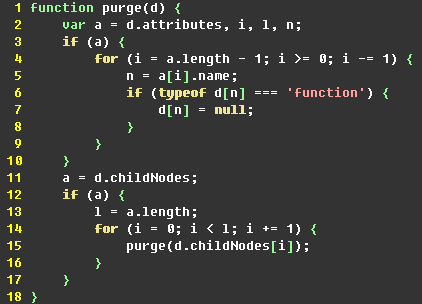 1 function purge(d) {
2     var a = d.attributes, i, l, n;
3     if (a) {
4         for (i = a.length - 1; i >= 0; i -= 1) {
5             n = a[i].name;
6             if (typeof d[n] === 'function') {
7                 d[n] = null;
8             }
9         }
10     }
11     a = d.childNodes;
12     if (a) {
13         l = a.length;
14         for (i = 0; i < l; i += 1) {
15             purge(d.childNodes[i]);
16         }
17     }
18 }